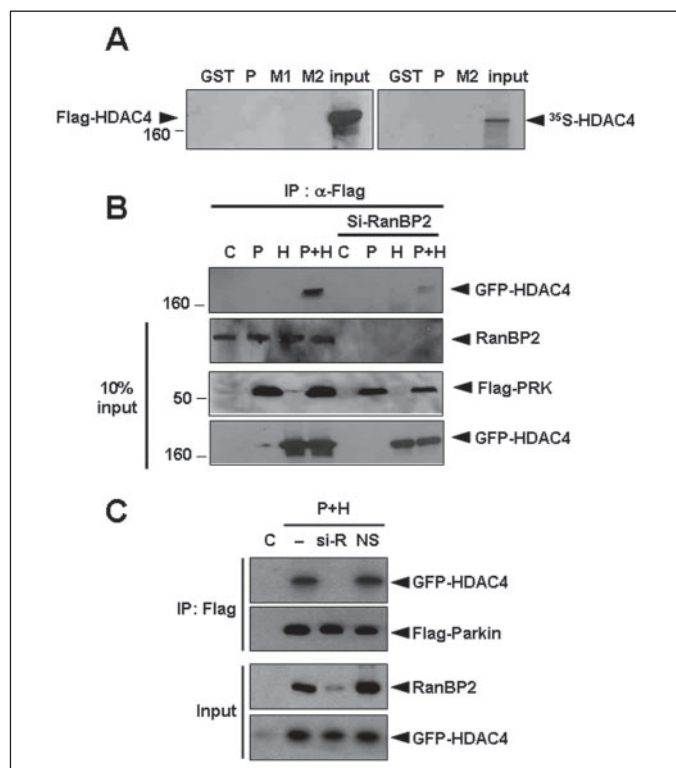 A
GST P M1 M2 input GST P M2 input
Flag-HDAC4 35S-HDAC4
160
IP : α-Flag
B
Si-RanBP2
C P H P+H C P H P+H
GFP-HDAC4
160
RanBP2
10% input
Flag-PRK
50
GFP-HDAC4
160
C
P+H
C – si-R NS
GFP-HDAC4
IP: Flag
Flag-Parkin
RanBP2
Input
GFP-HDAC4